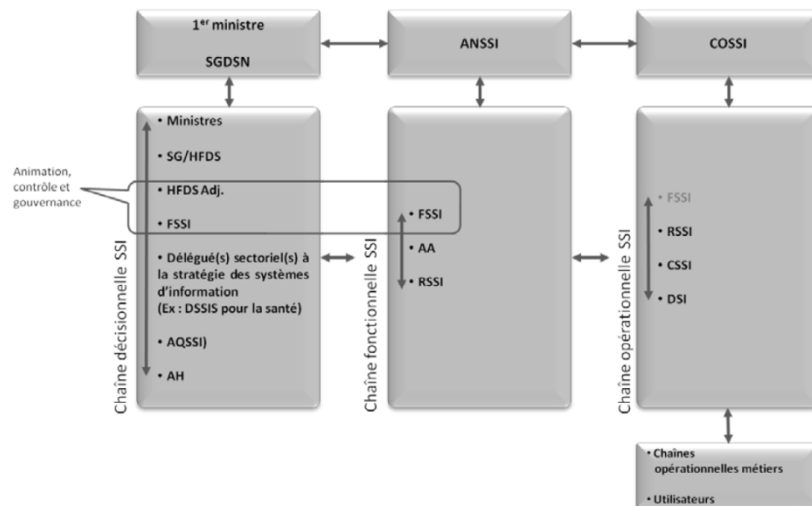 1er ministre
SGDSN
ANSSI
COSSI
Animation,
contrôle et
gouvernance
Chaîne décisionnelle SSI
• Ministres
• SG/HFDS
• HFDS Adj.
• FSSI
• Délégué(s) sectoriel(s) à
la stratégie des systèmes
d'information
(Ex : DSSIS pour la santé)
• AQSSI)
• AH
Chaîne fonctionnelle SSI
• FSSI
• AA
• RSSI
Chaîne opérationnelle SSI
• FSSI
• RSSI
• CSSI
• DSI
• Chaînes
opérationnelles métiers
• Utilisateurs